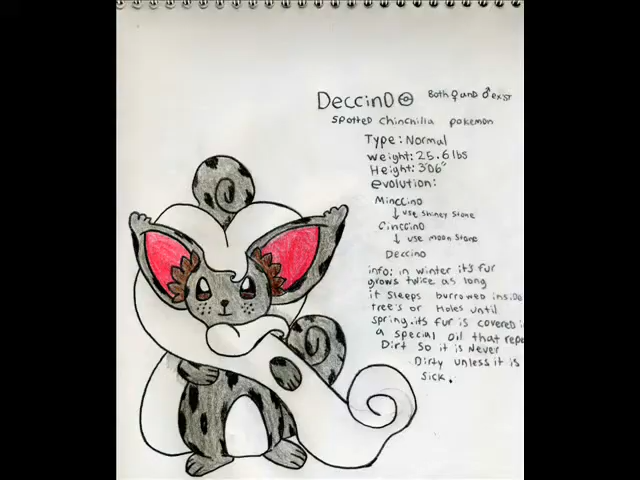 DeccinO Both ♀ and ♂ exist
spotted chinchilla pokemon
Type: Normal
weight: 25.6 lbs
Height: 3'06"
evolution:
Minccino
↓ use Shiney Stone
Cinccino
↓ use moon Stone
Deccino
info: in winter it's fur
grows twice as long
it sleeps burrowed inside
tree's or Holes until
spring. its fur is covered i
a special oil that repe
Dirt so it is Never
Dirty unless it is
sick.